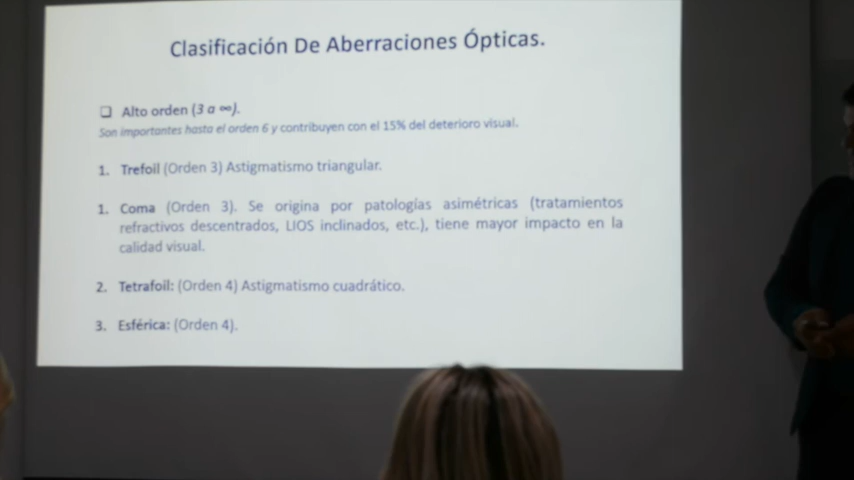 Clasificación De Aberraciones Ópticas.
❑ Alto orden (3 a ∞).
Son importantes hasta el orden 6 y contribuyen con el 15% del deterioro visual.
1. Trefoil (Orden 3) Astigmatismo triangular.
1. Coma (Orden 3). Se origina por patologías asimétricas (tratamientos
refractivos descentrados, LIOS inclinados, etc.), tiene mayor impacto en la
calidad visual.
2. Tetrafoil: (Orden 4) Astigmatismo cuadrático.
3. Esférica: (Orden 4).